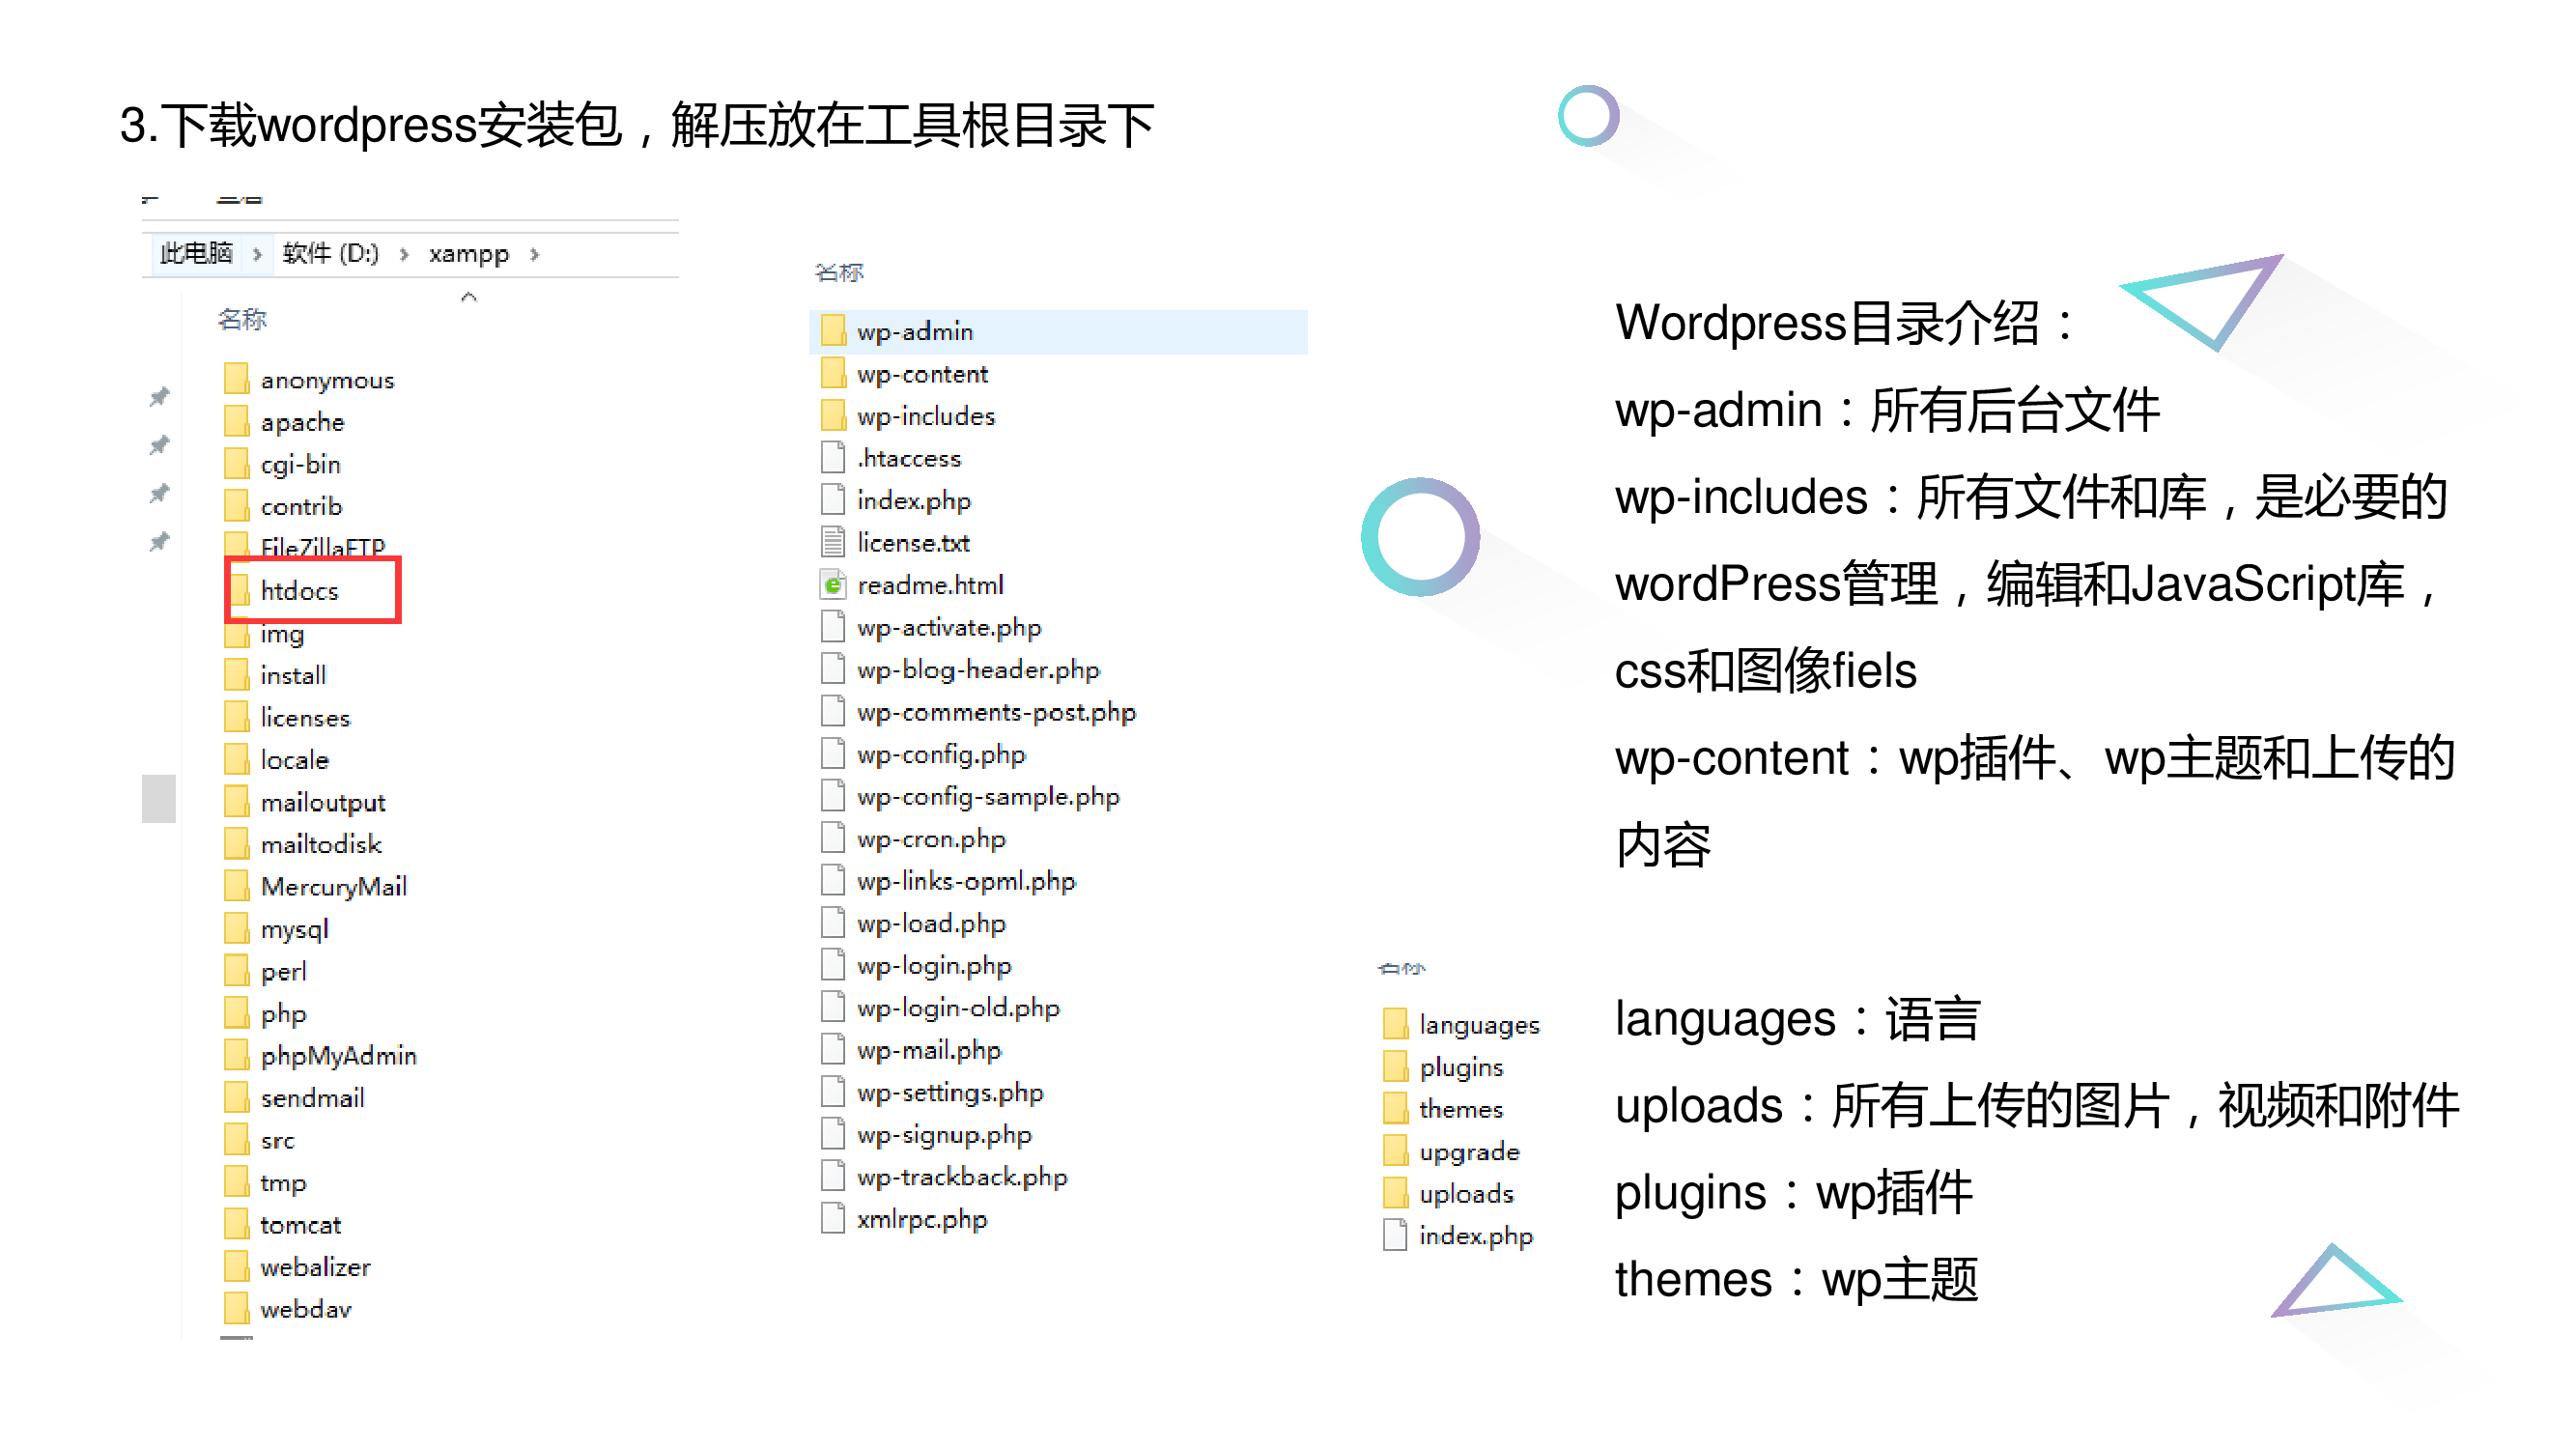 3.下载wordpress安装包，解压放在工具根目录下
此电脑 › 软件 (D:) › xampp ›
名称
anonymous
apache
cgi-bin
contrib
FileZillaFTP
htdocs
img
install
licenses
locale
mailoutput
mailtodisk
MercuryMail
mysql
perl
php
phpMyAdmin
sendmail
src
tmp
tomcat
webalizer
webdav
名称
wp-admin
wp-content
wp-includes
.htaccess
index.php
license.txt
readme.html
wp-activate.php
wp-blog-header.php
wp-comments-post.php
wp-config.php
wp-config-sample.php
wp-cron.php
wp-links-opml.php
wp-load.php
wp-login.php
wp-login-old.php
wp-mail.php
wp-settings.php
wp-signup.php
wp-trackback.php
xmlrpc.php
Wordpress目录介绍：
wp-admin：所有后台文件
wp-includes：所有文件和库，是必要的
wordPress管理，编辑和JavaScript库，
css和图像fiels
wp-content：wp插件、wp主题和上传的
内容
languages
plugins
themes
upgrade
uploads
index.php
languages：语言
uploads：所有上传的图片，视频和附件
plugins：wp插件
themes：wp主题